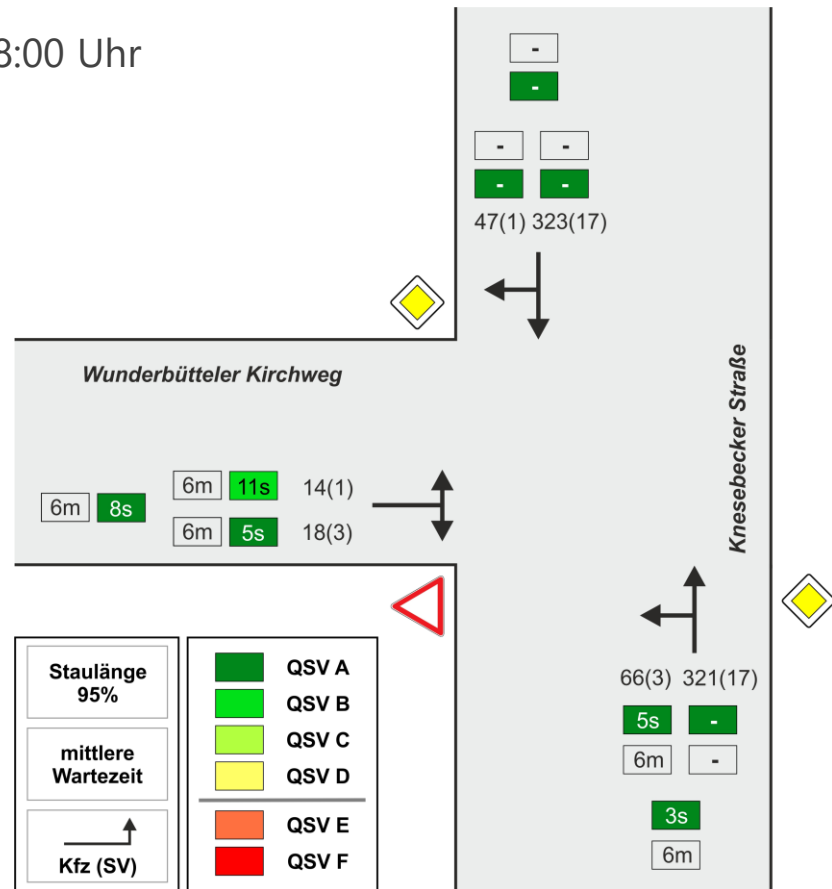 8:00 Uhr
-
-
- -
- -
47(1) 323(17)
Wunderbütteler Kirchweg
Knesebecker Straße
6m 11s 14(1)
6m 8s
6m 5s 18(3)
66(3) 321(17)
5s -
6m -
3s
6m
Staulänge
95%
mittlere
Wartezeit
Kfz (SV)
QSV A
QSV B
QSV C
QSV D
QSV E
QSV F